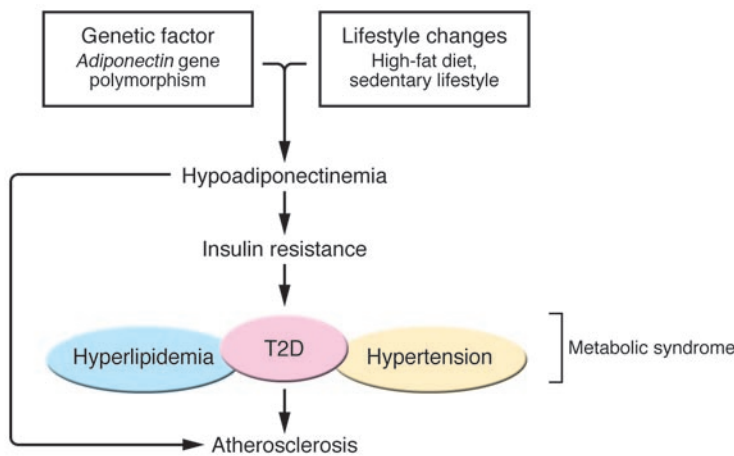 Genetic factor
Adiponectin gene
polymorphism
Lifestyle changes
High-fat diet,
sedentary lifestyle
Hypoadiponectinemia
Insulin resistance
Hyperlipidemia
T2D
Hypertension
Metabolic syndrome
Atherosclerosis